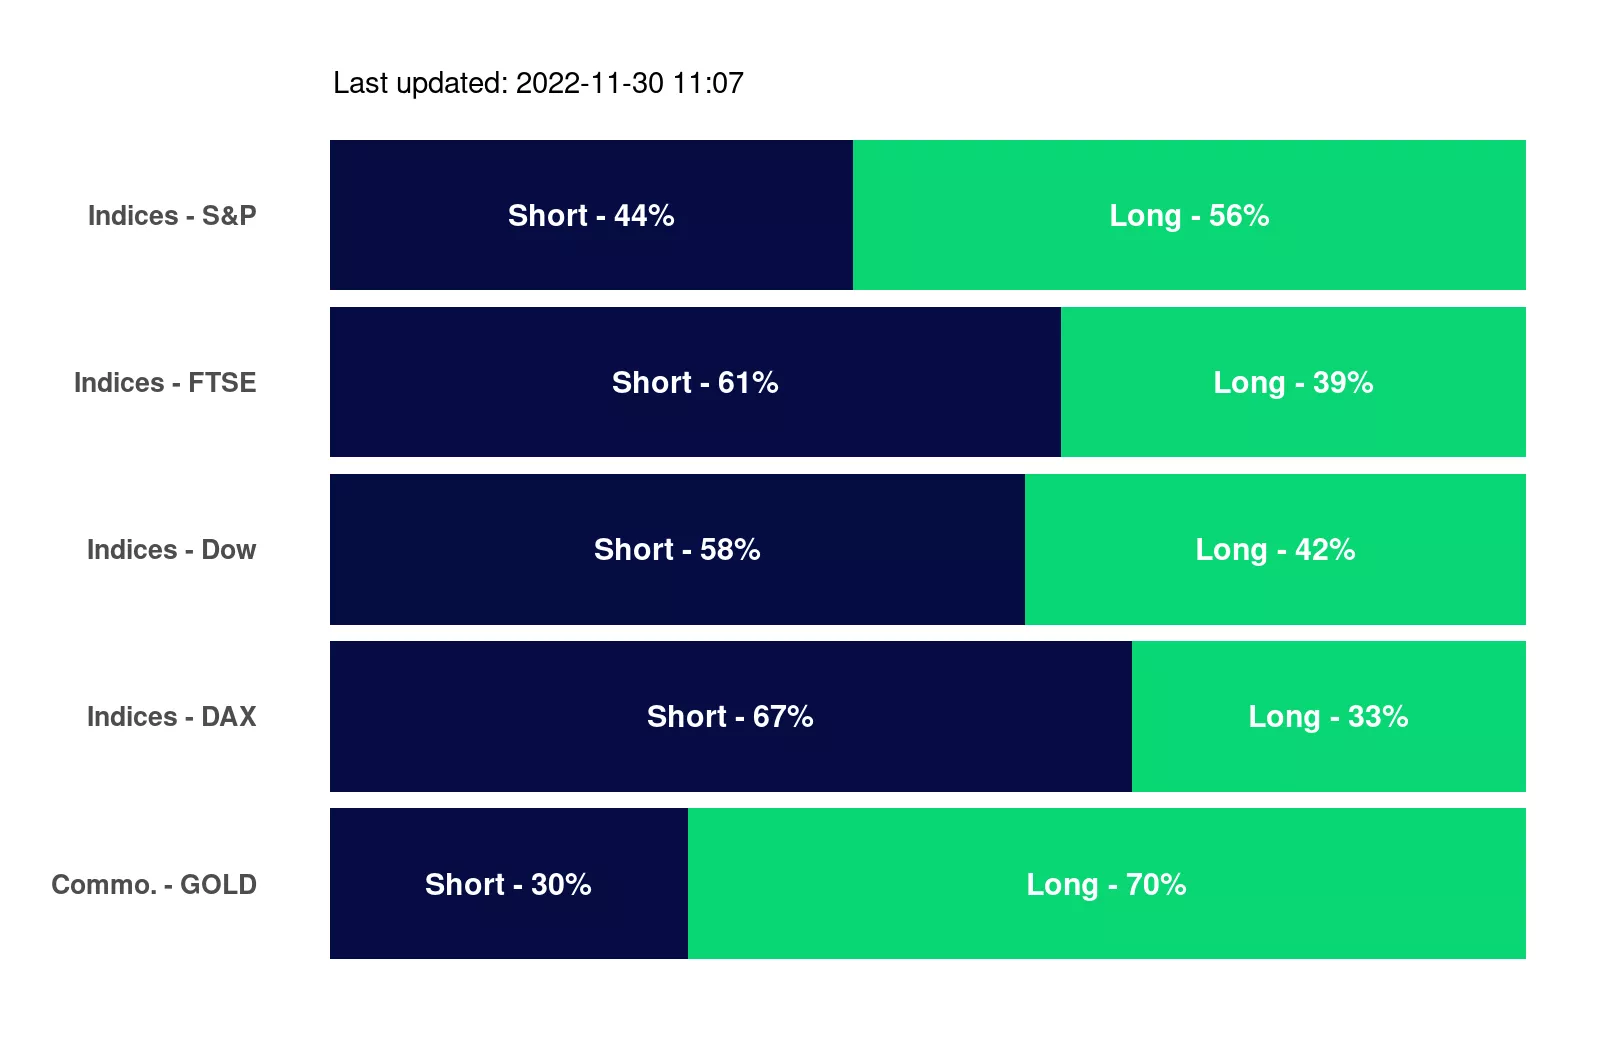 Last updated: 2022-11-30 11:07
Indices - S&P Short - 44% Long - 56%
Indices - FTSE Short - 61% Long - 39%
Indices - Dow Short - 58% Long - 42%
Indices - DAX Short - 67% Long - 33%
Commo. - GOLD Short - 30% Long - 70%